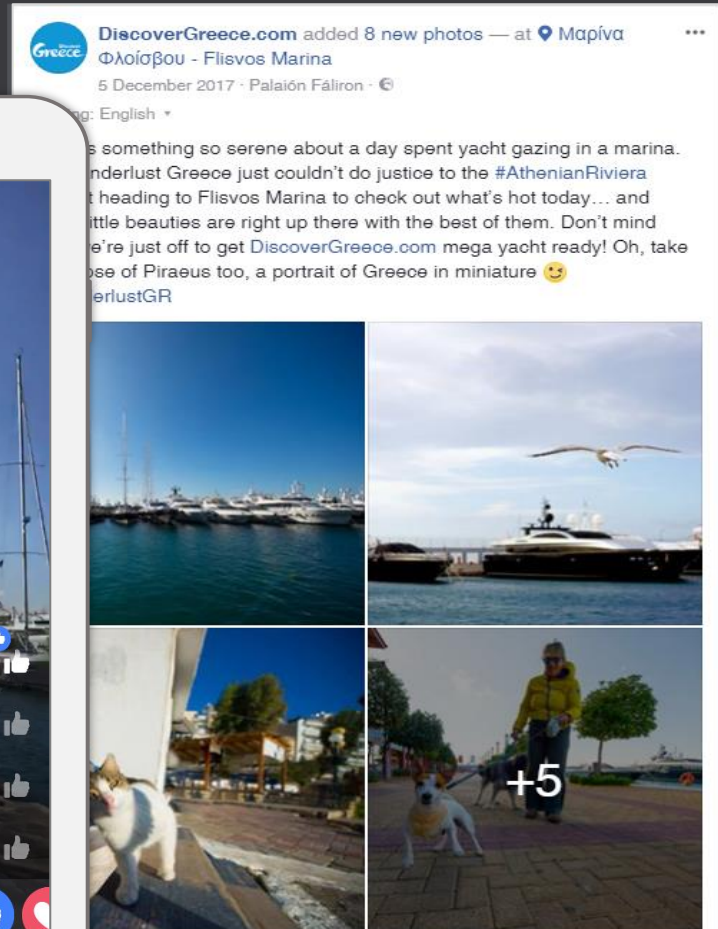 Greece
DiscoverGreece.com added 8 new photos — at Μαρίνα
Φλοίσβου - Flisvos Marina
5 December 2017 · Palaión Fáliron ·
: English
something so serene about a day spent yacht gazing in a marina.
Greece just couldn't do justice to the #AthenianRiviera
heading to Flisvos Marina to check out what's hot today... and
little beauties are right up there with the best of them. Don't mind
we're just off to get DiscoverGreece.com mega yacht ready! Oh, take
of Piraeus too, a portrait of Greece in miniature 😉
+5